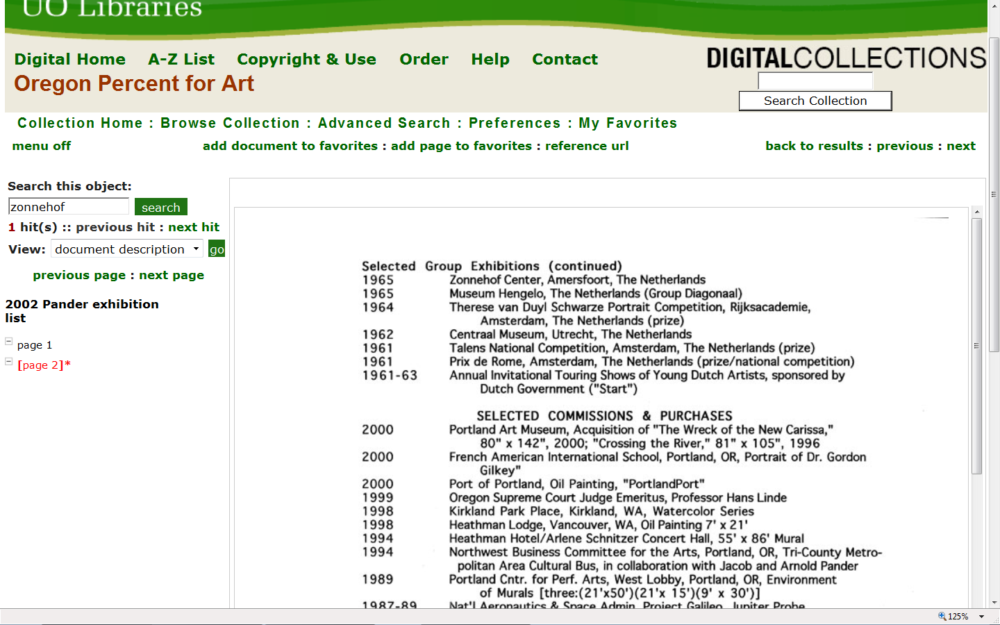 UO Libraries
Digital Home A-Z List Copyright & Use Order Help Contact
DIGITALCOLLECTIONS
Oregon Percent for Art
Search Collection
Collection Home : Browse Collection : Advanced Search : Preferences : My Favorites
menu off add document to favorites : add page to favorites : reference url back to results : previous : next
Search this object:
zonnehof search
1 hit(s) :: previous hit : next hit
View: document description go
previous page : next page
2002 Pander exhibition
list
page 1
[page 2]*
Selected Group Exhibitions (continued)
1965 Zonnehof Center, Amersfoort, The Netherlands
1965 Museum Hengelo, The Netherlands (Group Diagonaal)
1964 Therese van Duyl Schwarze Portrait Competition, Rijksacademie,
Amsterdam, The Netherlands (prize)
1962 Centraal Museum, Utrecht, The Netherlands
1961 Talens National Competition, Amsterdam, The Netherlands (prize)
1961 Prix de Rome, Amsterdam, The Netherlands (prize/national competition)
1961-63 Annual Invitational Touring Shows of Young Dutch Artists, sponsored by
Dutch Government ("Start")
SELECTED COMMISSIONS & PURCHASES
2000 Portland Art Museum, Acquisition of "The Wreck of the New Carissa,"
80" x 142", 2000; "Crossing the River," 81" x 105", 1996
2000 French American International School, Portland, OR, Portrait of Dr. Gordon
Gilkey"
2000 Port of Portland, Oil Painting, "PortlandPort"
1999 Oregon Supreme Court Judge Emeritus, Professor Hans Linde
1998 Kirkland Park Place, Kirkland, WA, Watercolor Series
1998 Heathman Lodge, Vancouver, WA, Oil Painting 7' x 21'
1994 Heathman Hotel/Arlene Schnitzer Concert Hall, 55' x 86' Mural
1994 Northwest Business Committee for the Arts, Portland, OR, Tri-County Metro-
politan Area Cultural Bus, in collaboration with Jacob and Arnold Pander
1989 Portland Cntr. for Perf. Arts, West Lobby, Portland, OR, Environment
of Murals [three:(21'x50')(21'x 15')(9' x 30')]
1987-89 Nat'l Aeronautics & Space Admin, Project Galileo, Jupiter Probe
125%